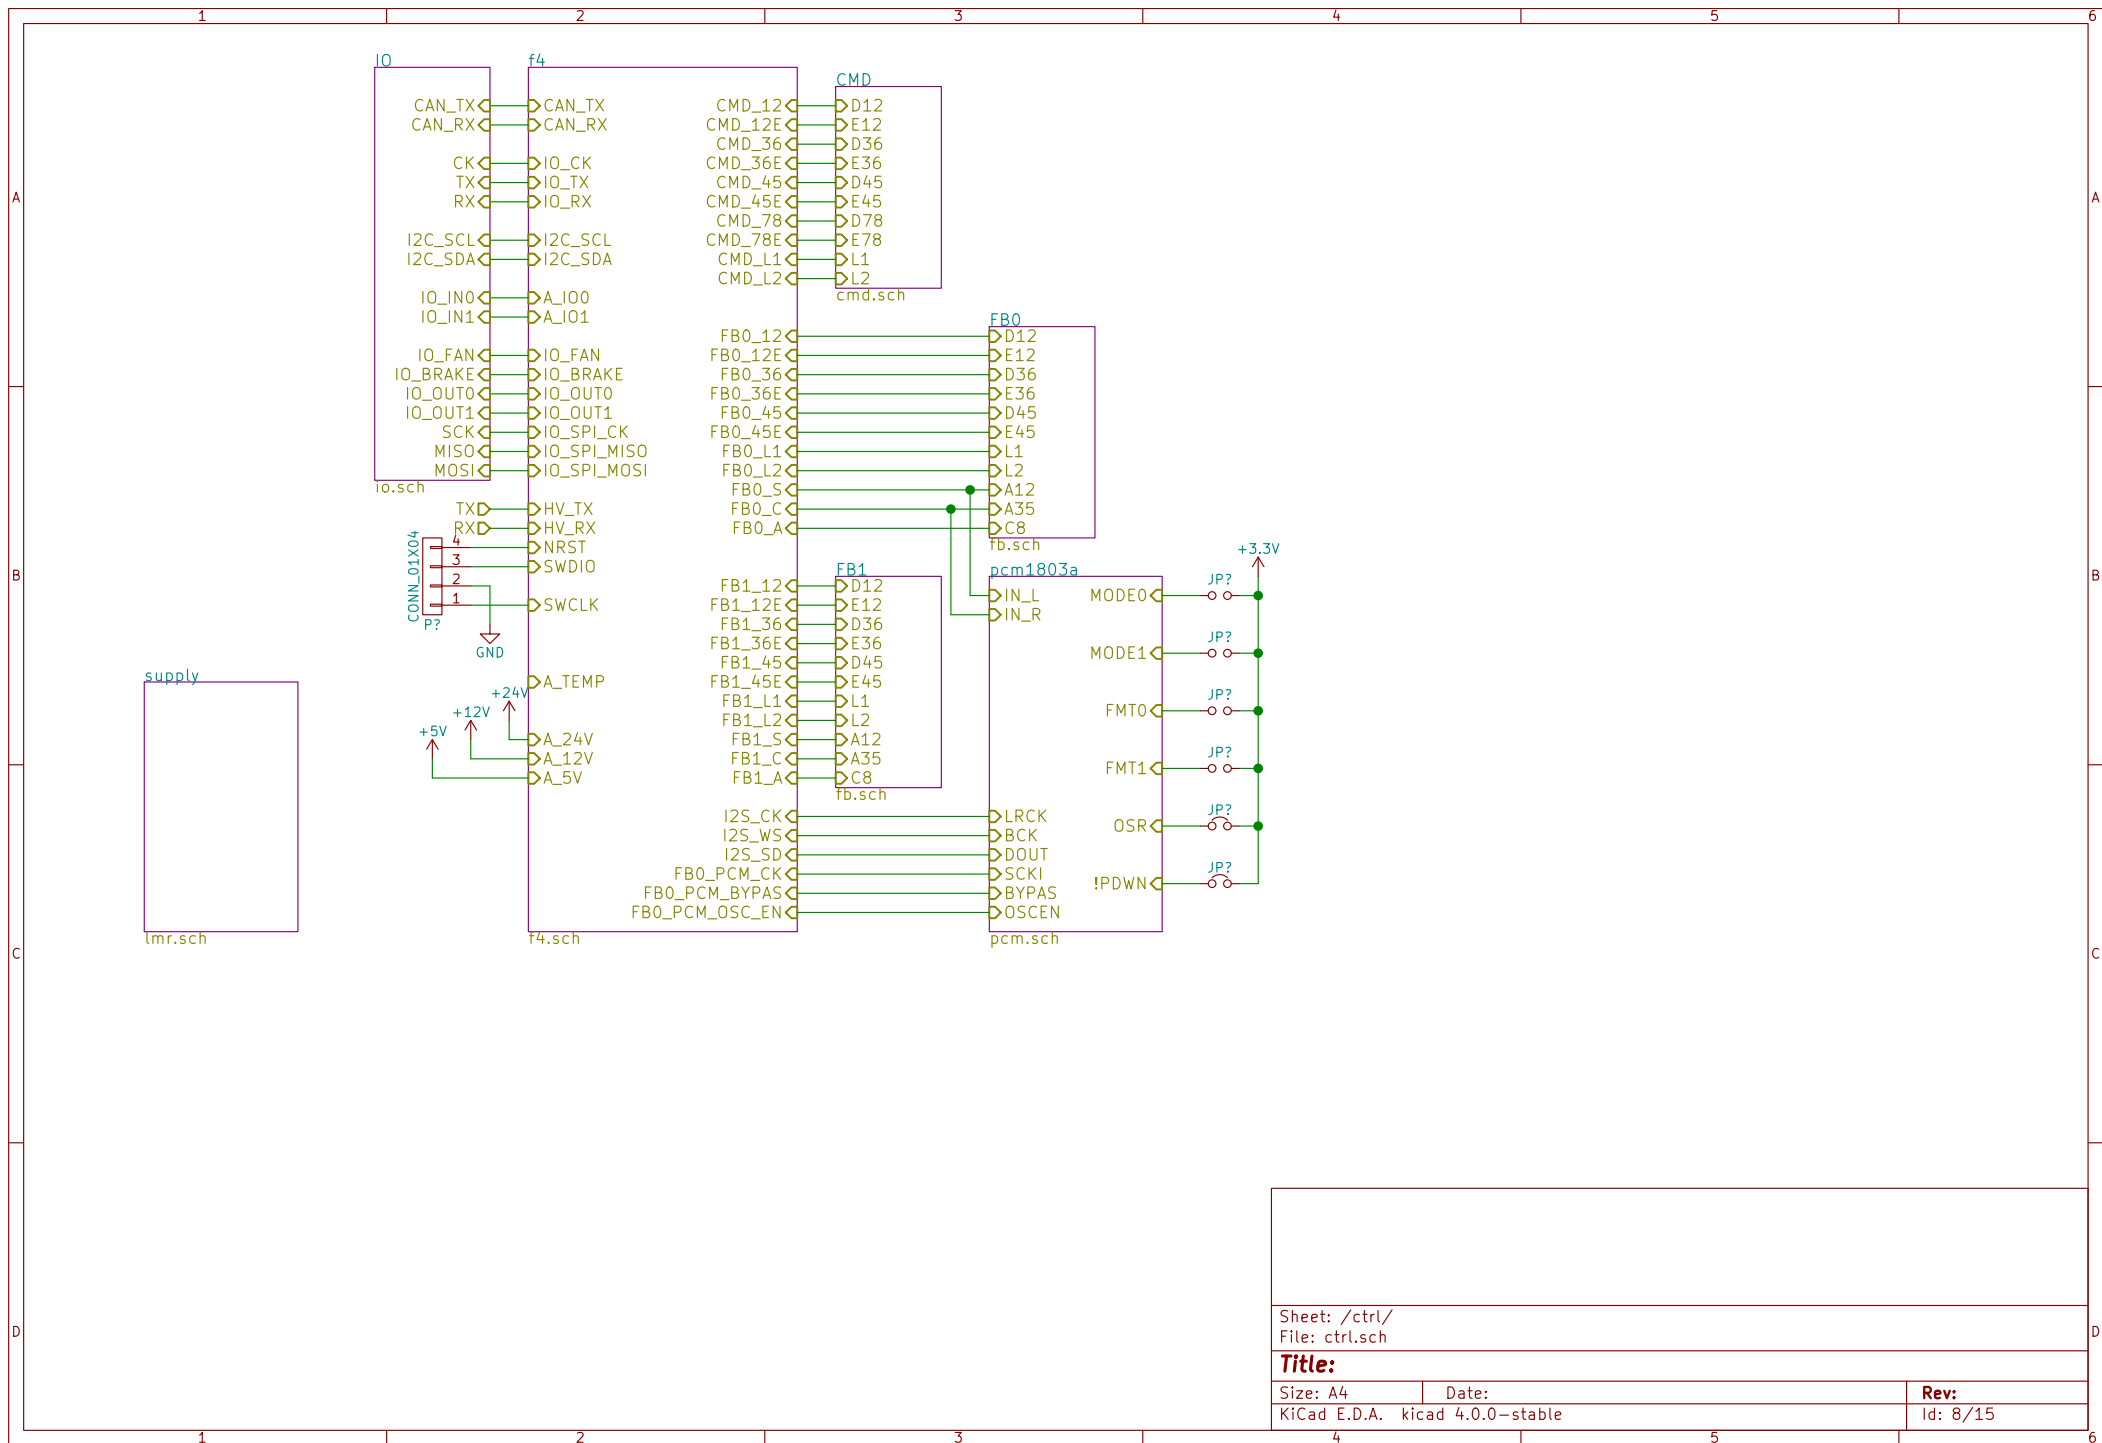 1 2 3 4 5 6
A
B
C
D
A
B
C
D
IO
CAN_TX
CAN_RX
CK
TX
RX
I2C_SCL
I2C_SDA
IO_IN0
IO_IN1
IO_FAN
IO_BRAKE
IO_OUT0
IO_OUT1
SCK
MISO
MOSI
io.sch
TX
RX
CONN_01X04
4
3
2
1
P?
GND
supply
lmr.sch
+24V
+12V
+5V
f4
CAN_TX
CAN_RX
IO_CK
IO_TX
IO_RX
I2C_SCL
I2C_SDA
A_IO0
A_IO1
IO_FAN
IO_BRAKE
IO_OUT0
IO_OUT1
IO_SPI_CK
IO_SPI_MISO
IO_SPI_MOSI
HV_TX
HV_RX
NRST
SWDIO
SWCLK
A_TEMP
A_24V
A_12V
A_5V
CMD_12
CMD_12E
CMD_36
CMD_36E
CMD_45
CMD_45E
CMD_78
CMD_78E
CMD_L1
CMD_L2
FB0_12
FB0_12E
FB0_36
FB0_36E
FB0_45
FB0_45E
FB0_L1
FB0_L2
FB0_S
FB0_C
FB0_A
FB1_12
FB1_12E
FB1_36
FB1_36E
FB1_45
FB1_45E
FB1_L1
FB1_L2
FB1_S
FB1_C
FB1_A
I2S_CK
I2S_WS
I2S_SD
FB0_PCM_CK
FB0_PCM_BYPAS
FB0_PCM_OSC_EN
f4.sch
CMD
D12
E12
D36
E36
D45
E45
D78
E78
L1
L2
cmd.sch
FB0
D12
E12
D36
E36
D45
E45
L1
L2
A12
A35
C8
fb.sch
FB1
D12
E12
D36
E36
D45
E45
L1
L2
A12
A35
C8
fb.sch
pcm1803a
IN_L
IN_R
LRCK
BCK
DOUT
SCKI
BYPAS
OSCEN
MODE0
MODE1
FMT0
FMT1
OSR
!PDWN
pcm.sch
+3.3V
JP?
JP?
JP?
JP?
JP?
JP?
Sheet: /ctrl/
File: ctrl.sch
Title:
Size: A4 Date: Rev:
KiCad E.D.A. kicad 4.0.0-stable Id: 8/15
1 2 3 4 5 6